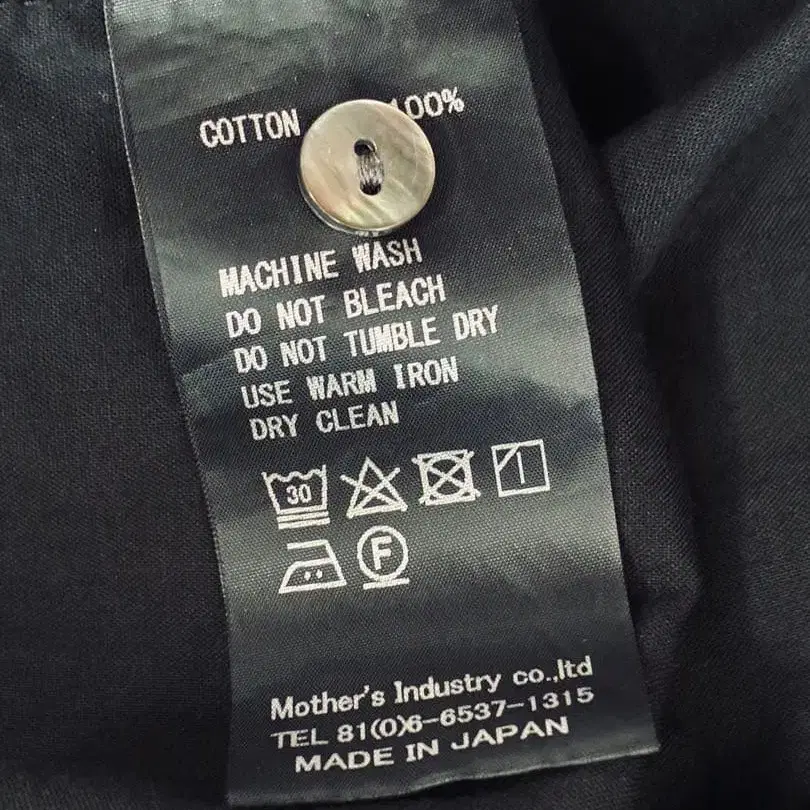 COTTON 100%
MACHINE WASH
DO NOT BLEACH
DO NOT TUMBLE DRY
USE WARM IRON
DRY CLEAN
30
F
Mother's Industry co.,ltd
TEL 81(0)6-6537-1315
MADE IN JAPAN